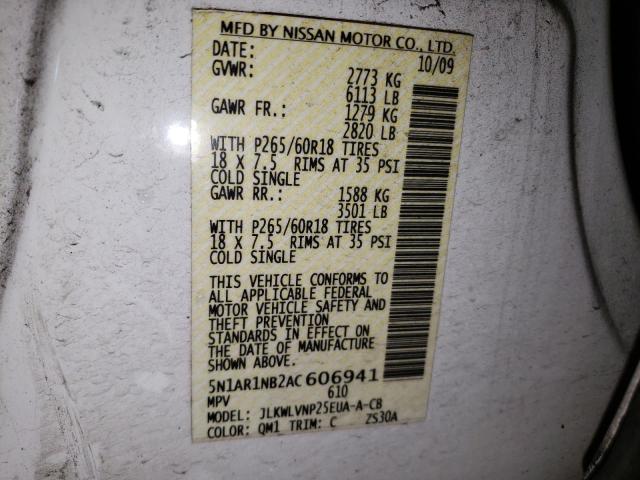 MFD BY NISSAN MOTOR CO., LTD.
DATE: 10/09
GVWR: 2773 KG
6113 LB
GAWR FR.: 1279 KG
2820 LB
WITH P265/60R18 TIRES
18 X 7.5 RIMS AT 35 PSI
COLD SINGLE
GAWR RR.: 1588 KG
3501 LB
WITH P265/60R18 TIRES
18 X 7.5 RIMS AT 35 PSI
COLD SINGLE
THIS VEHICLE CONFORMS TO
ALL APPLICABLE FEDERAL
MOTOR VEHICLE SAFETY AND
THEFT PREVENTION
STANDARDS IN EFFECT ON
THE DATE OF MANUFACTURE
SHOWN ABOVE.
5N1AR1NB2AC606941
MPV 610
MODEL: JLKWLVNP25EUA-A-CB
COLOR: QM1 TRIM: C ZS30A